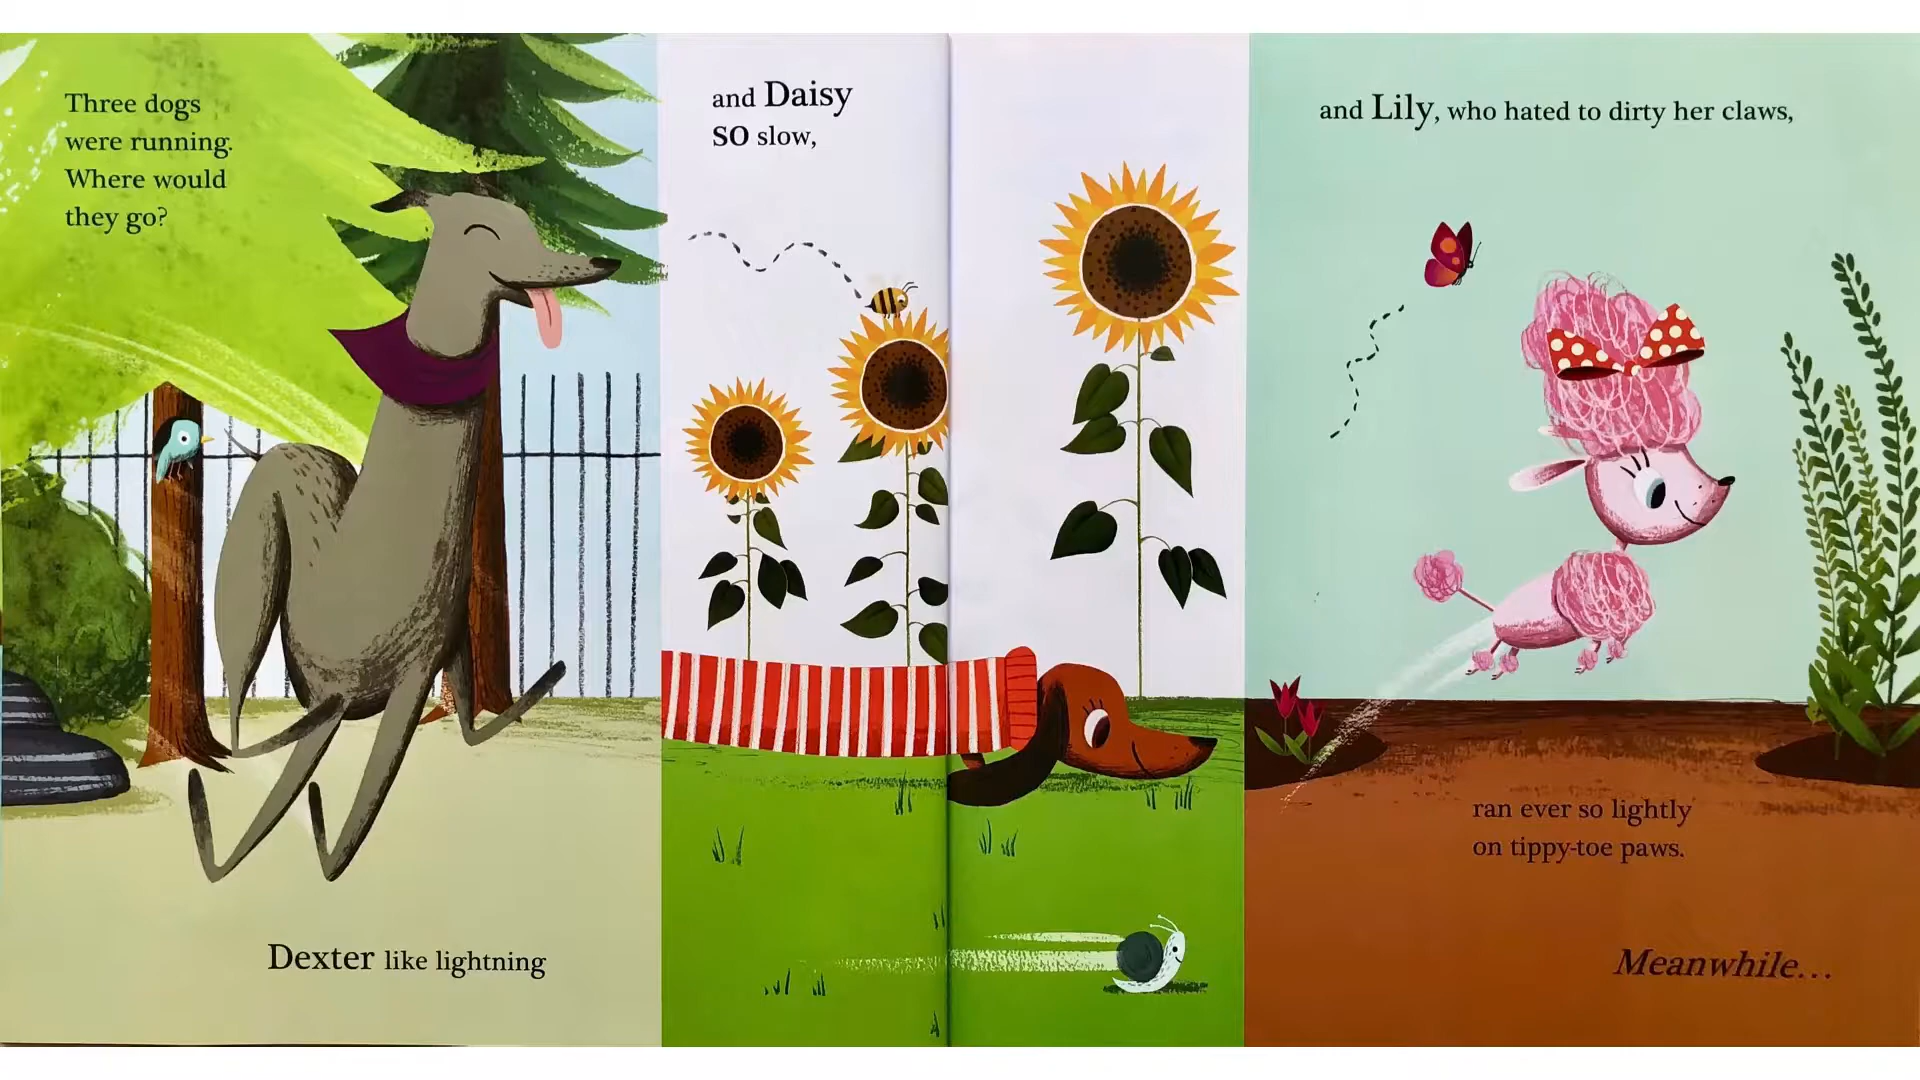 Three dogs
were running.
Where would
they go?
Dexter like lightning
and Daisy
SO slow,
and Lily, who hated to dirty her claws,
ran ever so lightly
on tippy-toe paws.
Meanwhile...